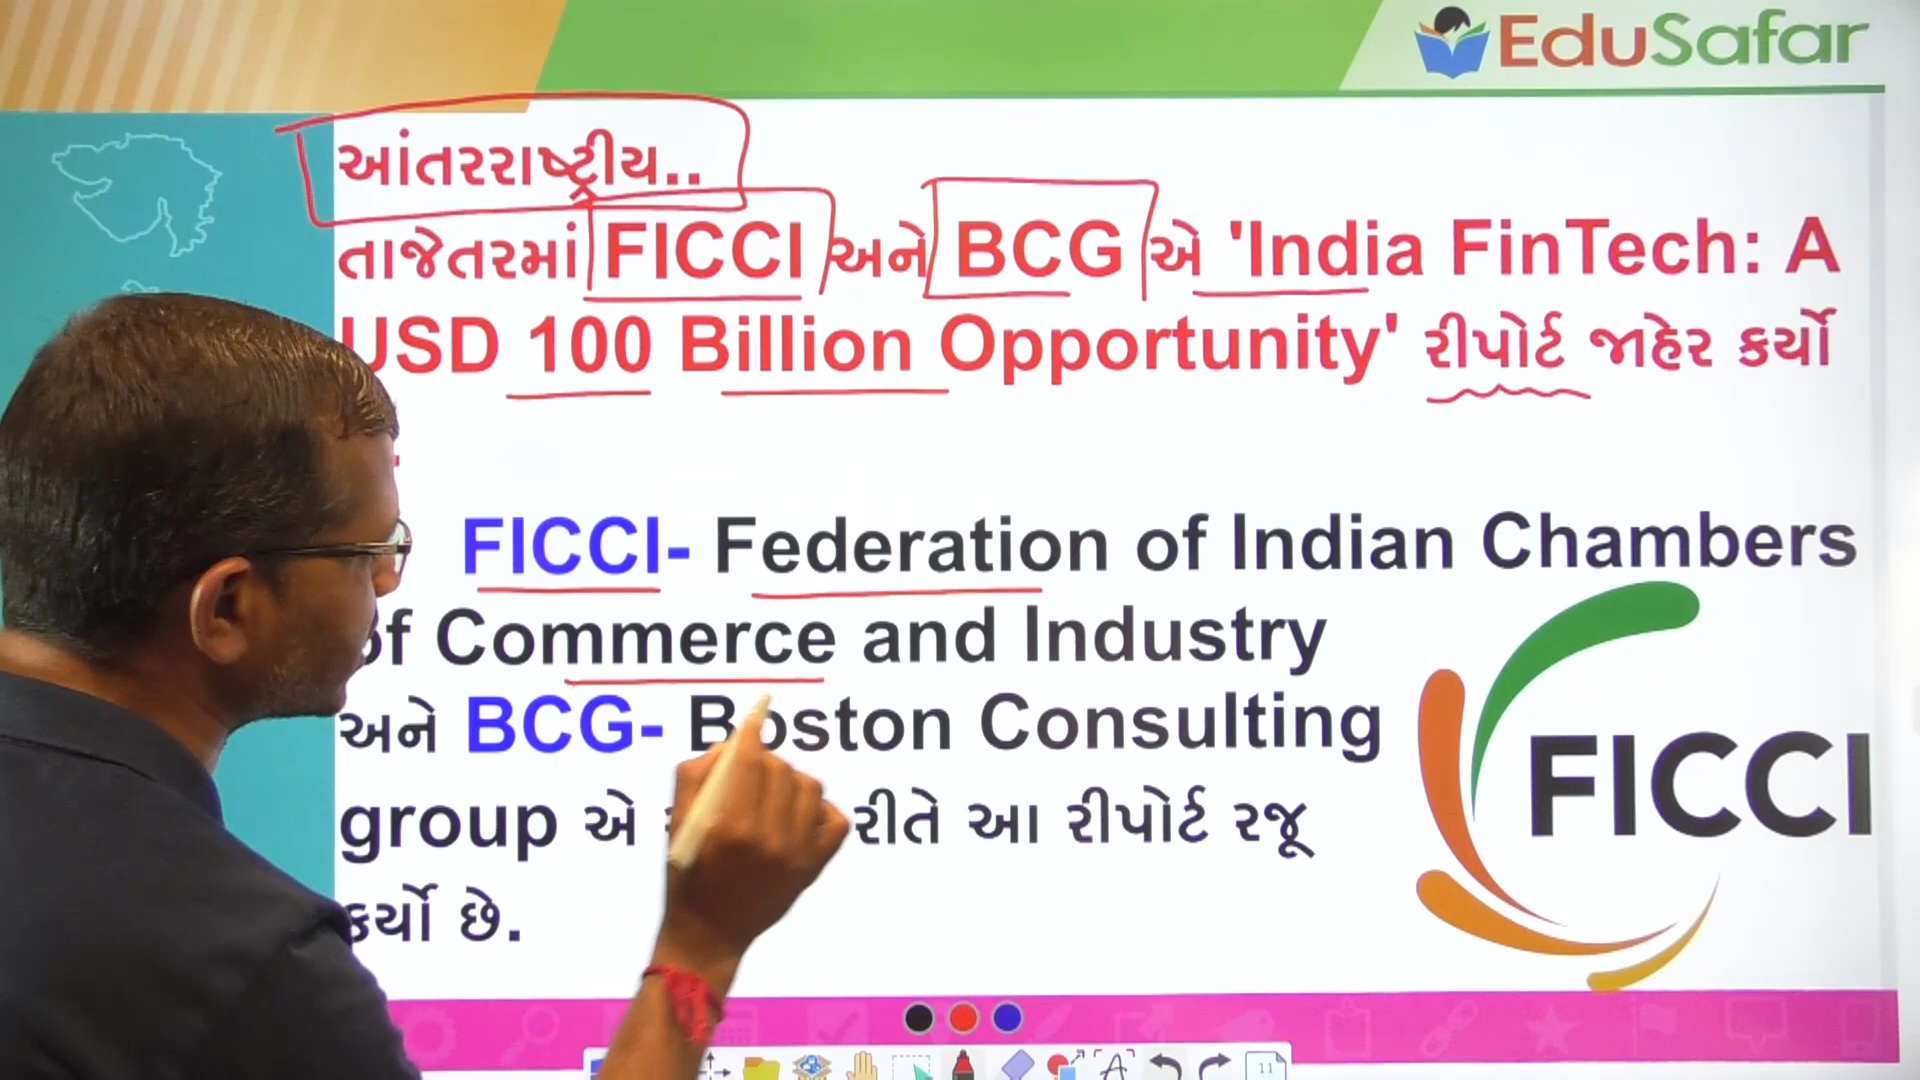 EduSafar
આંતરરાષ્ટ્રીય..
તાજેતરમાં FICCI અને BCG એ 'India FinTech: A
USD 100 Billion Opportunity' રીપોર્ટ જાહેર કર્યો
FICCI- Federation of Indian Chambers
of Commerce and Industry
અને BCG- Boston Consulting
group એ રીતે આ રીપોર્ટ રજૂ
કર્યો છે.
FICCI
11